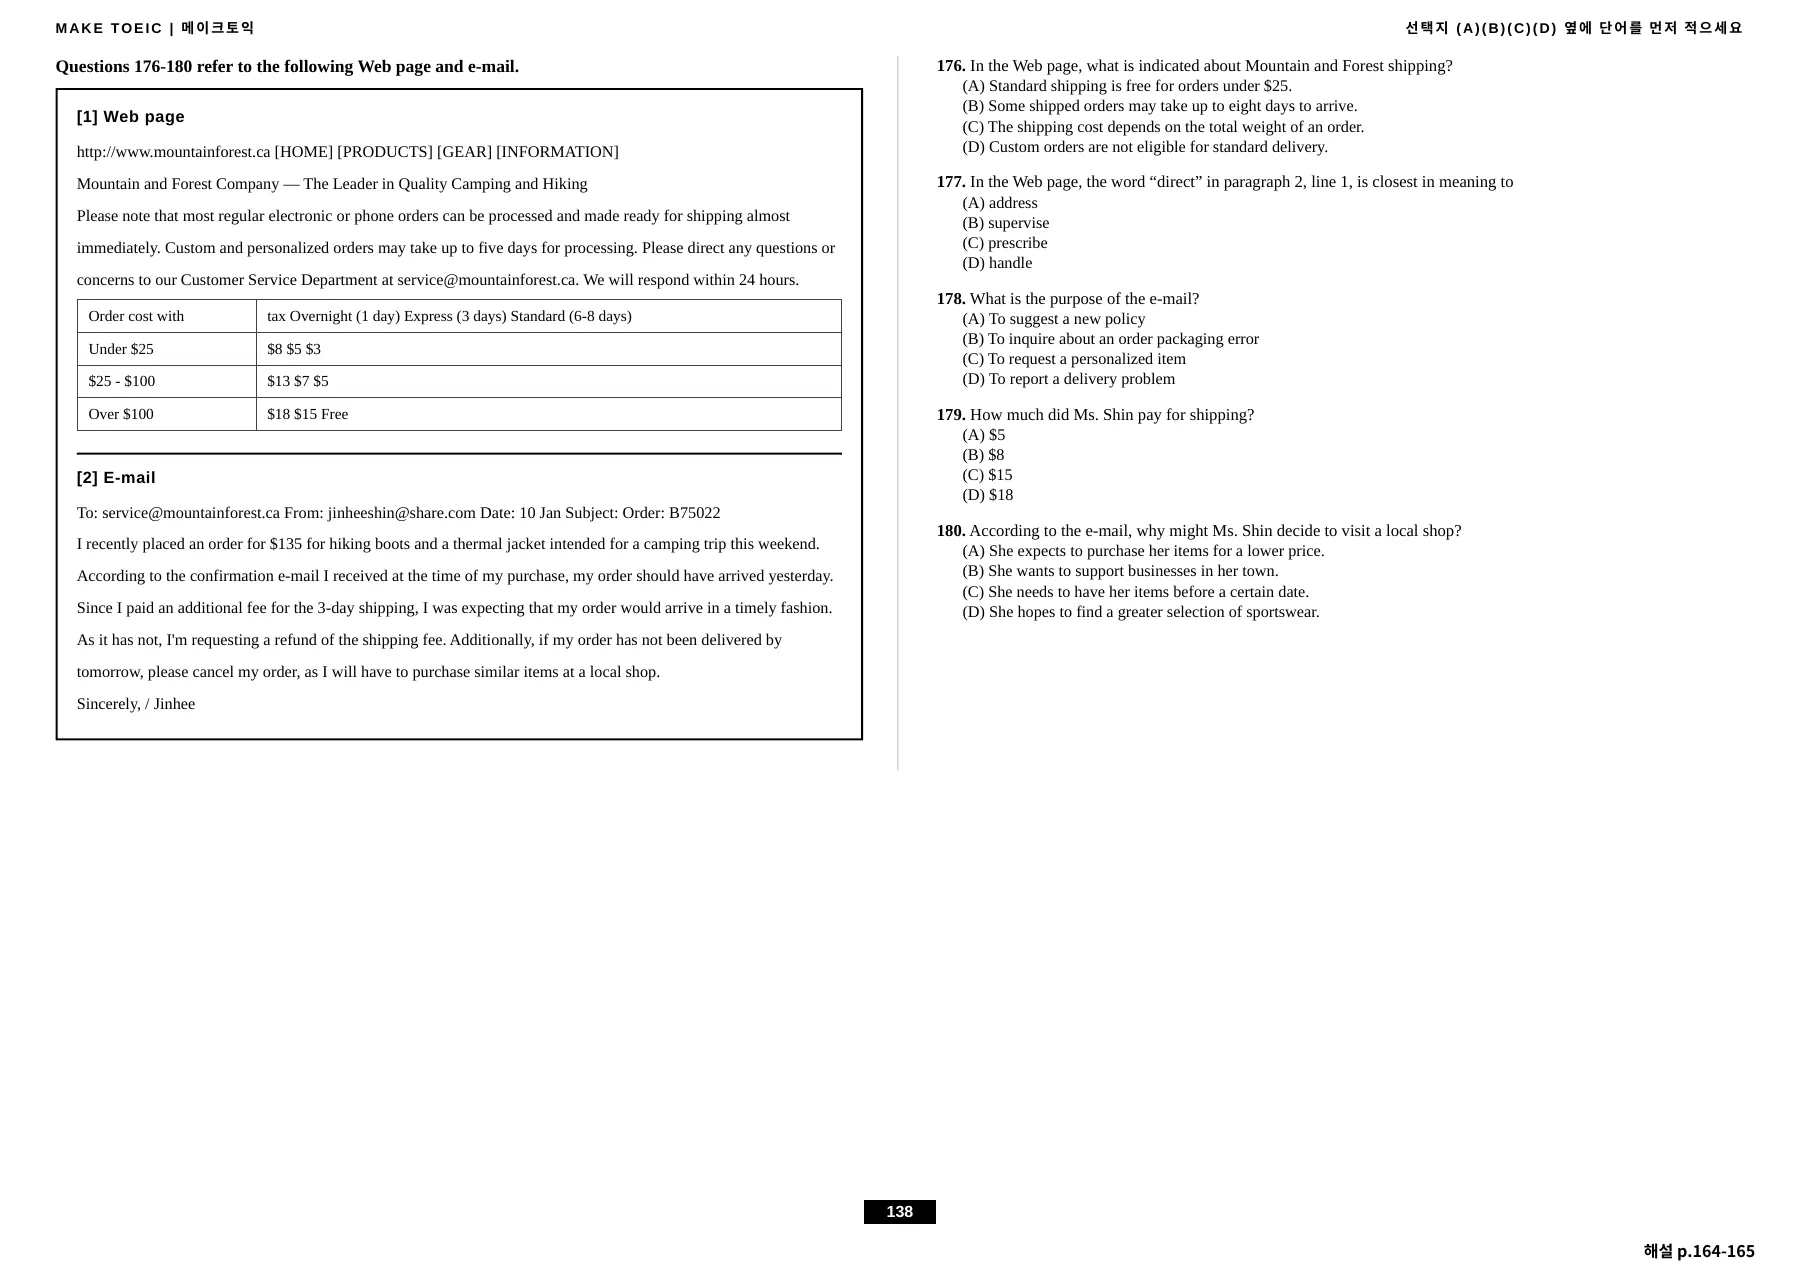 MAKE TOEIC | 메이크토익
선택지 (A)(B)(C)(D) 옆에 단어를 먼저 적으세요
Questions 176-180 refer to the following Web page and e-mail.
[1] Web page
http://www.mountainforest.ca [HOME] [PRODUCTS] [GEAR] [INFORMATION]
Mountain and Forest Company — The Leader in Quality Camping and Hiking
Please note that most regular electronic or phone orders can be processed and made ready for shipping almost
immediately. Custom and personalized orders may take up to five days for processing. Please direct any questions or
concerns to our Customer Service Department at service@mountainforest.ca. We will respond within 24 hours.
Order cost with tax Overnight (1 day) Express (3 days) Standard (6-8 days)
Under $25 $8 $5 $3
$25 - $100 $13 $7 $5
Over $100 $18 $15 Free
[2] E-mail
To: service@mountainforest.ca From: jinheeshin@share.com Date: 10 Jan Subject: Order: B75022
I recently placed an order for $135 for hiking boots and a thermal jacket intended for a camping trip this weekend.
According to the confirmation e-mail I received at the time of my purchase, my order should have arrived yesterday.
Since I paid an additional fee for the 3-day shipping, I was expecting that my order would arrive in a timely fashion.
As it has not, I'm requesting a refund of the shipping fee. Additionally, if my order has not been delivered by
tomorrow, please cancel my order, as I will have to purchase similar items at a local shop.
Sincerely, / Jinhee
176. In the Web page, what is indicated about Mountain and Forest shipping?
(A) Standard shipping is free for orders under $25.
(B) Some shipped orders may take up to eight days to arrive.
(C) The shipping cost depends on the total weight of an order.
(D) Custom orders are not eligible for standard delivery.
177. In the Web page, the word “direct” in paragraph 2, line 1, is closest in meaning to
(A) address
(B) supervise
(C) prescribe
(D) handle
178. What is the purpose of the e-mail?
(A) To suggest a new policy
(B) To inquire about an order packaging error
(C) To request a personalized item
(D) To report a delivery problem
179. How much did Ms. Shin pay for shipping?
(A) $5
(B) $8
(C) $15
(D) $18
180. According to the e-mail, why might Ms. Shin decide to visit a local shop?
(A) She expects to purchase her items for a lower price.
(B) She wants to support businesses in her town.
(C) She needs to have her items before a certain date.
(D) She hopes to find a greater selection of sportswear.
138
해설 p.164-165